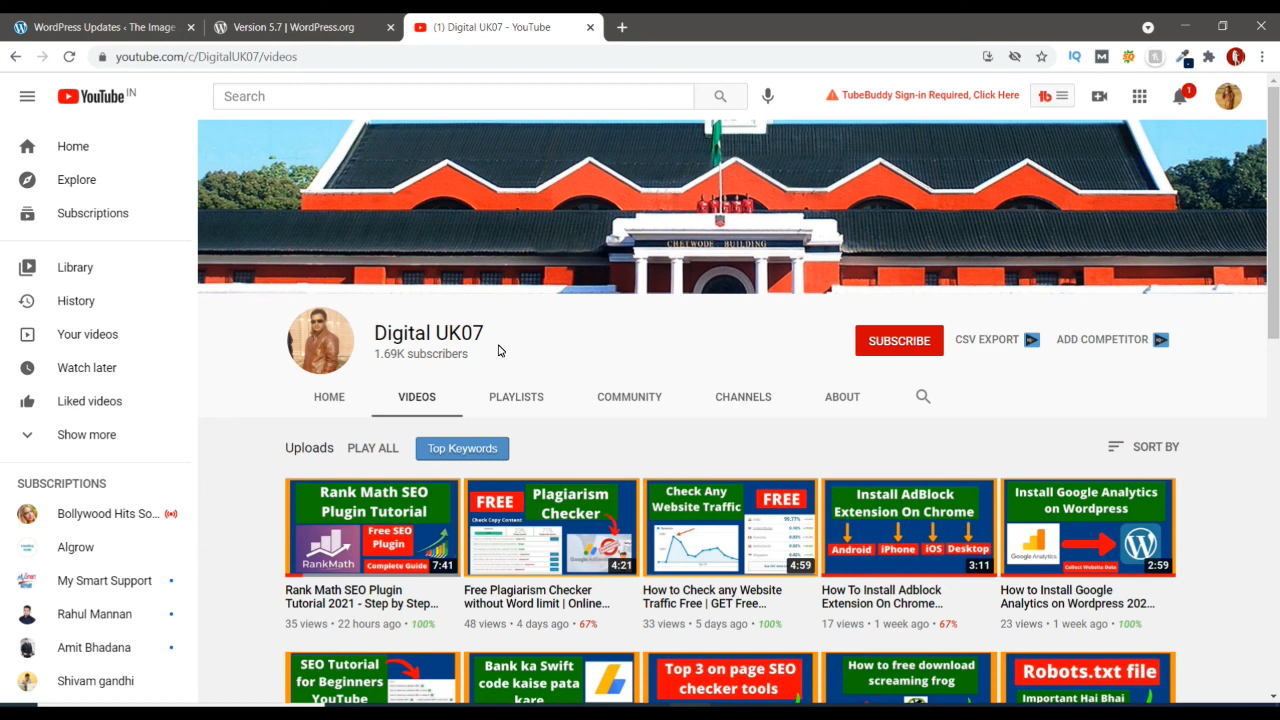 WordPress Updates ‹ The Image
Version 5.7 | WordPress.org
(1) Digital UK07 - YouTube
youtube.com/c/DigitalUK07/videos
YouTube IN
Search
TubeBuddy Sign-in Required, Click Here
1
CHETWODE BUILDING
Home
Explore
Subscriptions
Library
History
Your videos
Watch later
Liked videos
Show more
SUBSCRIPTIONS
Bollywood Hits So...
Algrow
My Smart Support
Rahul Mannan
Amit Bhadana
Shivam gandhi
Digital UK07
1.69K subscribers
SUBSCRIBE
CSV EXPORT
ADD COMPETITOR
HOME
VIDEOS
PLAYLISTS
COMMUNITY
CHANNELS
ABOUT
Uploads
PLAY ALL
Top Keywords
SORT BY
Rank Math SEO
Plugin Tutorial
Free SEO
Plugin
RankMath
Complete Guide
7:41
Rank Math SEO Plugin
Tutorial 2021 - Step by Step...
35 views • 22 hours ago • 100%
FREE
Plagiarism
Checker
Check Copy Content
4:21
Free Plagiarism Checker
without Word limit | Online...
48 views • 4 days ago • 67%
Check Any
Website Traffic
FREE
99.77%
4:59
How to Check any Website
Traffic Free | GET Free...
33 views • 5 days ago • 100%
Install AdBlock
Extension On Chrome
Android
iPhone
iOS
Desktop
3:11
How To Install Adblock
Extension On Chrome...
17 views • 1 week ago • 67%
Install Google Analytics
on Wordpress
Google Analytics
Collect Website Data
2:59
How to Install Google
Analytics on Wordpress 202...
23 views • 1 week ago • 100%
SEO Tutorial
for Beginners
YouTube
Bank ka Swift
code kaise pata
kare
Top 3 on page SEO
checker tools
How to free download
screaming frog
Robots.txt file
Important Hai Bhai